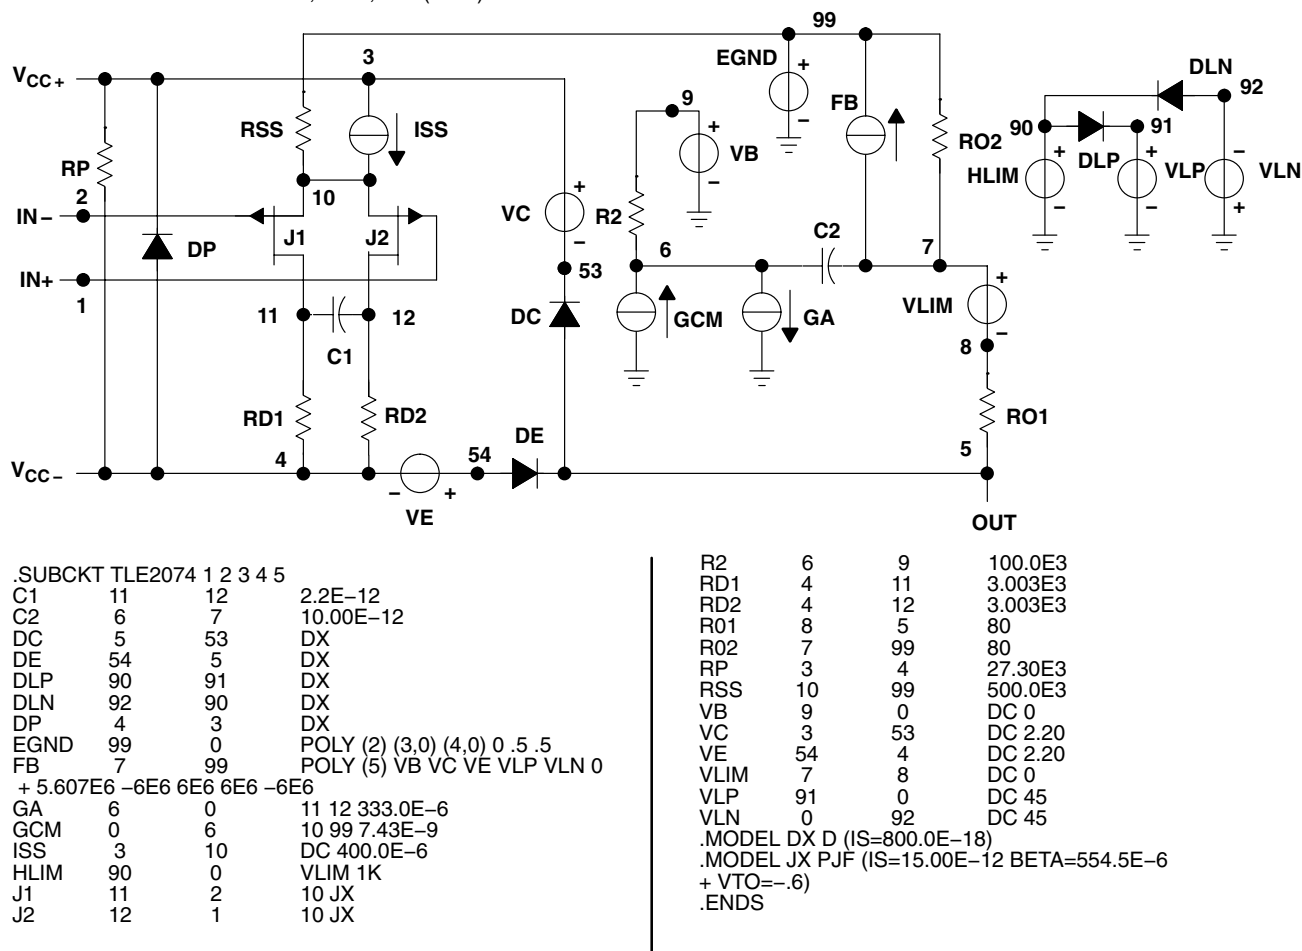 99
3
V CC+
EGND
+
−
FB
RO2
DLN
92
90
91
DLP
HLIM
+
−
+
−
VLP
−
+
VLN
RSS
ISS
9
+
−
VB
RP
10
2
IN−
J1
J2
DP
IN+
1
VC
+
−
53
R2
6
C2
7
GCM
GA
VLIM
+
−
8
11
12
C1
DC
RD1
RD2
RO1
DE
54
5
4
V CC−
−
+
VE
OUT
.SUBCKT TLE2074 1 2 3 4 5
C1 11 12 2.2E−12
C2 6 7 10.00E−12
DC 5 53 DX
DE 54 5 DX
DLP 90 91 DX
DLN 92 90 DX
DP 4 3 DX
EGND 99 0 POLY (2) (3,0) (4,0) 0 .5 .5
FB 7 99 POLY (5) VB VC VE VLP VLN 0
+ 5.607E6 −6E6 6E6 6E6 −6E6
GA 6 0 11 12 333.0E−6
GCM 0 6 10 99 7.43E−9
ISS 3 10 DC 400.0E−6
HLIM 90 0 VLIM 1K
J1 11 2 10 JX
J2 12 1 10 JX
R2 6 9 100.0E3
RD1 4 11 3.003E3
RD2 4 12 3.003E3
R01 8 5 80
R02 7 99 80
RP 3 4 27.30E3
RSS 10 99 500.0E3
VB 9 0 DC 0
VC 3 53 DC 2.20
VE 54 4 DC 2.20
VLIM 7 8 DC 0
VLP 91 0 DC 45
VLN 0 92 DC 45
.MODEL DX D (IS=800.0E−18)
.MODEL JX PJF (IS=15.00E−12 BETA=554.5E−6
+ VTO=−.6)
.ENDS